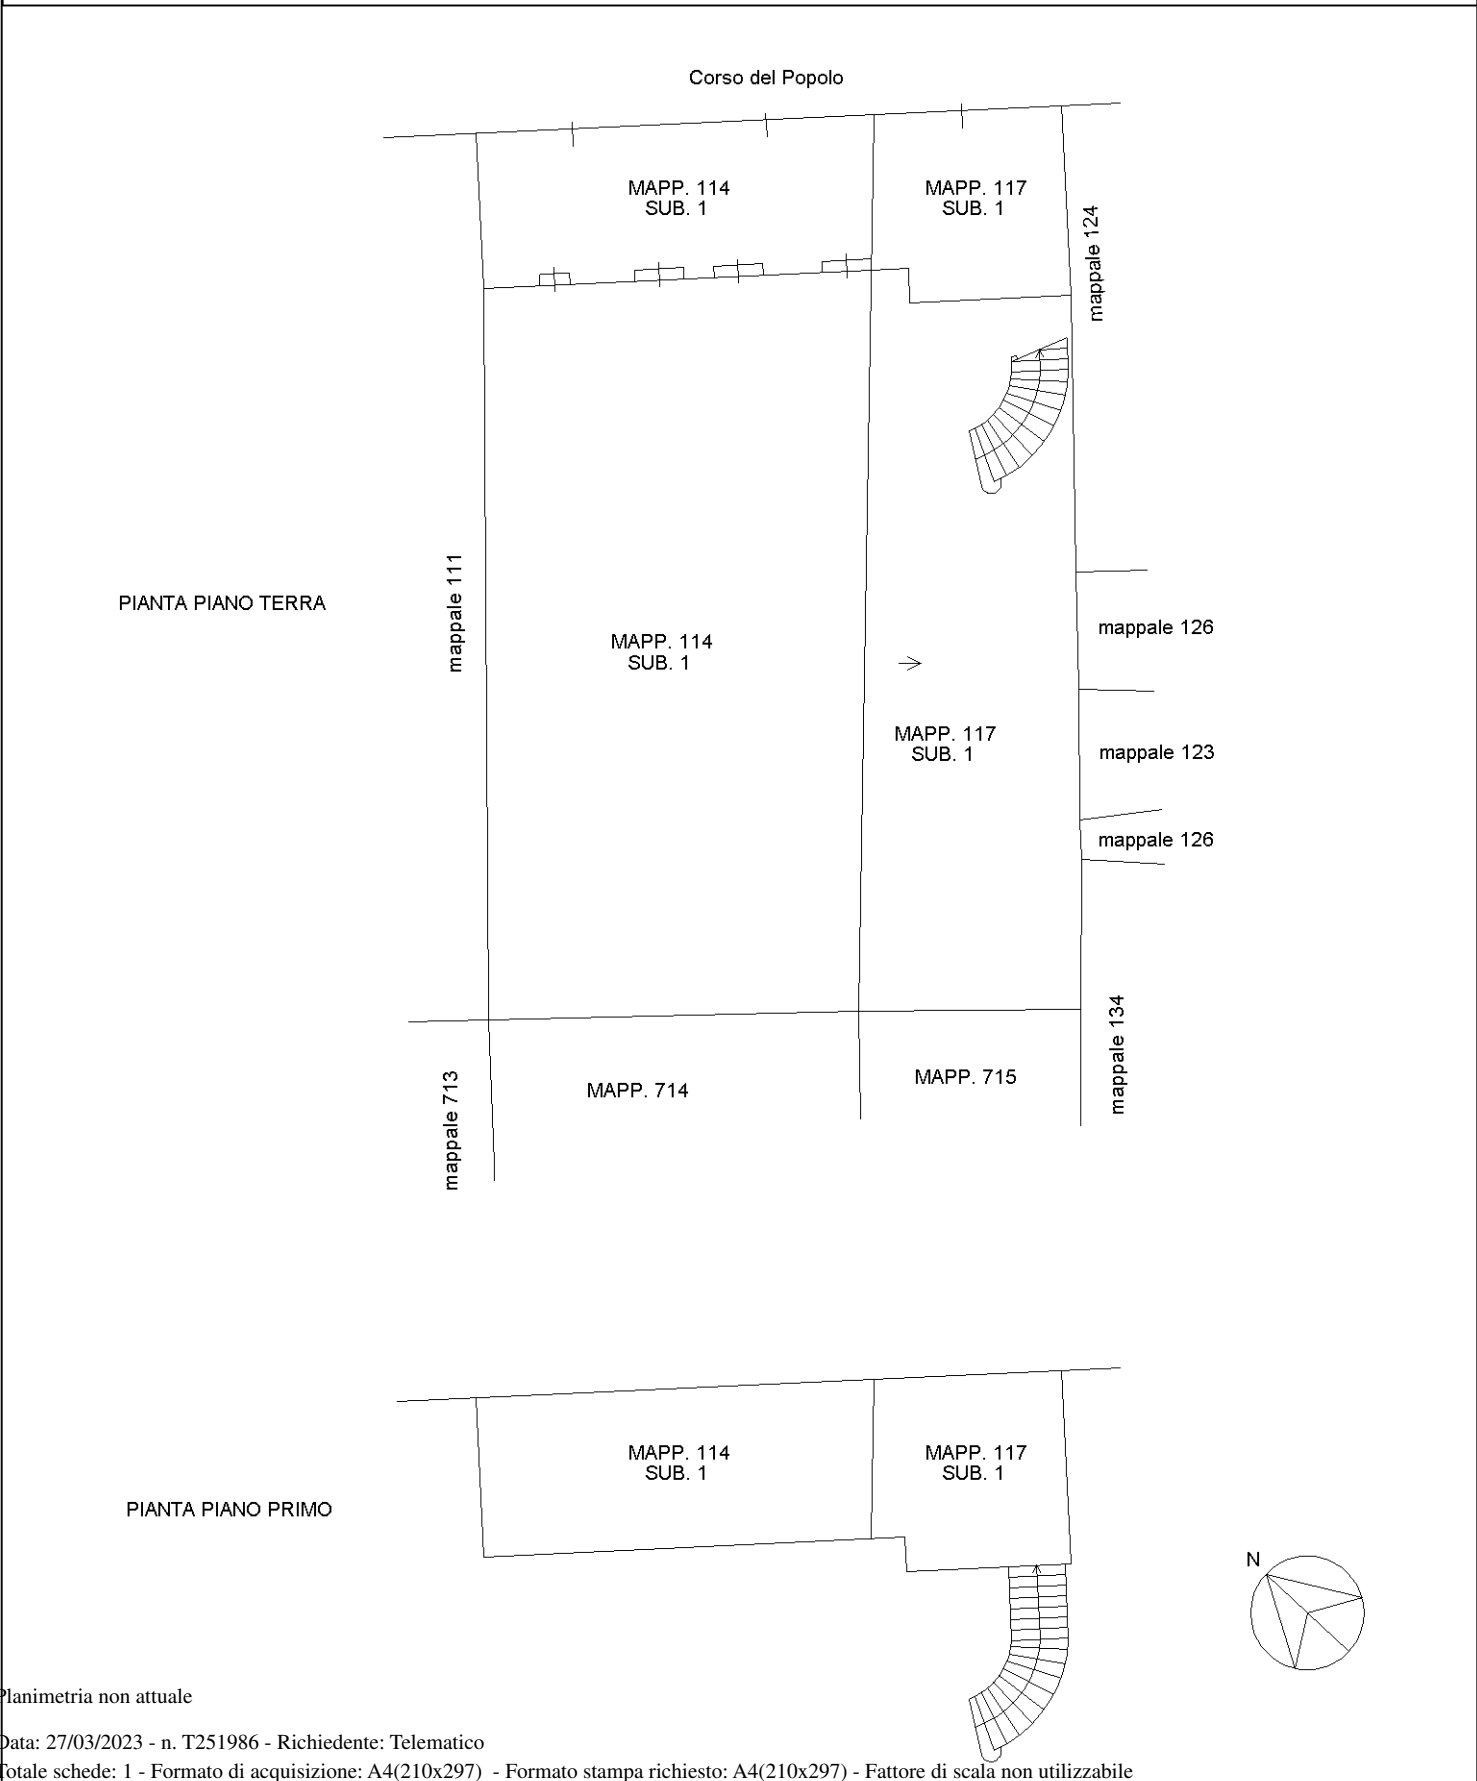 Corso del Popolo
MAPP. 114
SUB. 1
MAPP. 117
SUB. 1
mappale 124
PIANTA PIANO TERRA
mappale 111
MAPP. 114
SUB. 1
mappale 126
MAPP. 117
SUB. 1
mappale 123
mappale 126
mappale 134
mappale 713
MAPP. 714
MAPP. 715
MAPP. 114
SUB. 1
MAPP. 117
SUB. 1
PIANTA PIANO PRIMO
N
Planimetria non attuale
Data: 27/03/2023 - n. T251986 - Richiedente: Telematico
Totale schede: 1 - Formato di acquisizione: A4(210x297) - Formato stampa richiesto: A4(210x297) - Fattore di scala non utilizzabile